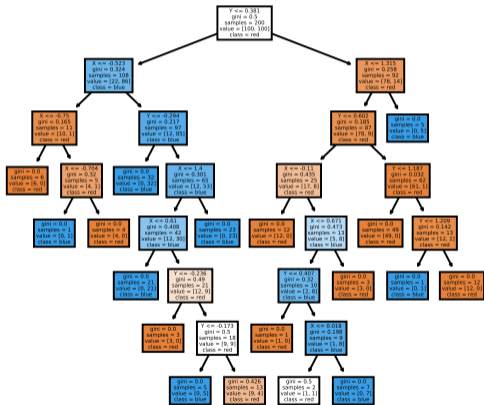 Y <= 0.381
gini = 0.5
samples = 200
value = [100, 100]
class = red
X <= -0.523
gini = 0.324
samples = 108
value = [22, 86]
class = blue
X <= 1.315
gini = 0.258
samples = 92
value = [78, 14]
class = red
X <= -0.75
gini = 0.165
samples = 11
value = [10, 1]
class = red
Y <= -0.294
gini = 0.217
samples = 97
value = [12, 85]
class = blue
Y <= 0.602
gini = 0.185
samples = 87
value = [78, 9]
class = red
gini = 0.0
samples = 5
value = [0, 5]
class = blue
gini = 0.0
samples = 6
value = [6, 0]
class = red
X <= -0.704
gini = 0.32
samples = 5
value = [4, 1]
class = red
gini = 0.0
samples = 32
value = [0, 32]
class = blue
X <= 1.4
gini = 0.301
samples = 65
value = [12, 53]
class = blue
X <= -0.11
gini = 0.435
samples = 25
value = [17, 8]
class = red
Y <= 1.187
gini = 0.032
samples = 62
value = [61, 1]
class = red
gini = 0.0
samples = 1
value = [0, 1]
class = blue
gini = 0.0
samples = 4
value = [4, 0]
class = red
X <= 0.61
gini = 0.408
samples = 42
value = [12, 30]
class = blue
gini = 0.0
samples = 23
value = [0, 23]
class = blue
gini = 0.0
samples = 12
value = [12, 0]
class = red
X <= 0.671
gini = 0.473
samples = 13
value = [5, 8]
class = blue
gini = 0.0
samples = 49
value = [49, 0]
class = red
Y <= 1.209
gini = 0.142
samples = 13
value = [12, 1]
class = red
gini = 0.0
samples = 21
value = [0, 21]
class = blue
Y <= -0.236
gini = 0.49
samples = 21
value = [12, 9]
class = red
Y <= 0.407
gini = 0.32
samples = 10
value = [2, 8]
class = blue
gini = 0.0
samples = 3
value = [3, 0]
class = red
gini = 0.0
samples = 1
value = [0, 1]
class = blue
gini = 0.0
samples = 12
value = [12, 0]
class = red
gini = 0.0
samples = 3
value = [3, 0]
class = red
Y <= -0.173
gini = 0.5
samples = 18
value = [9, 9]
class = red
gini = 0.0
samples = 1
value = [1, 0]
class = red
X <= 0.018
gini = 0.198
samples = 9
value = [1, 8]
class = blue
gini = 0.0
samples = 5
value = [0, 5]
class = blue
gini = 0.426
samples = 13
value = [9, 4]
class = red
gini = 0.5
samples = 2
value = [1, 1]
class = red
gini = 0.0
samples = 7
value = [0, 7]
class = blue